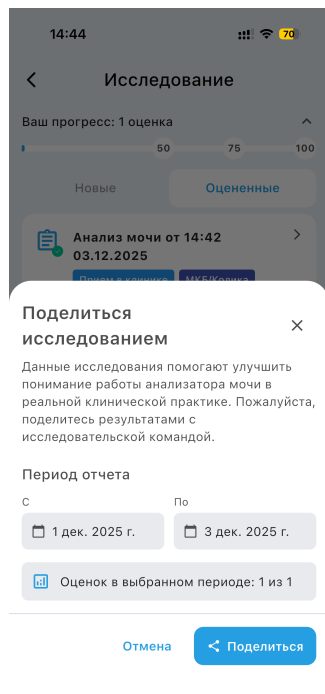 14:44
70
Исследование
Ваш прогресс: 1 оценка
50 75 100
Новые Оцененные
Анализ мочи от 14:42
03.12.2025
Прием в клинике МКБ/Колика
Поделиться
исследованием
Данные исследования помогают улучшить
понимание работы анализатора мочи в
реальной клинической практике. Пожалуйста,
поделитесь результатами с
исследовательской командой.
Период отчета
С По
1 дек. 2025 г. 3 дек. 2025 г.
Оценок в выбранном периоде: 1 из 1
Отмена Поделиться